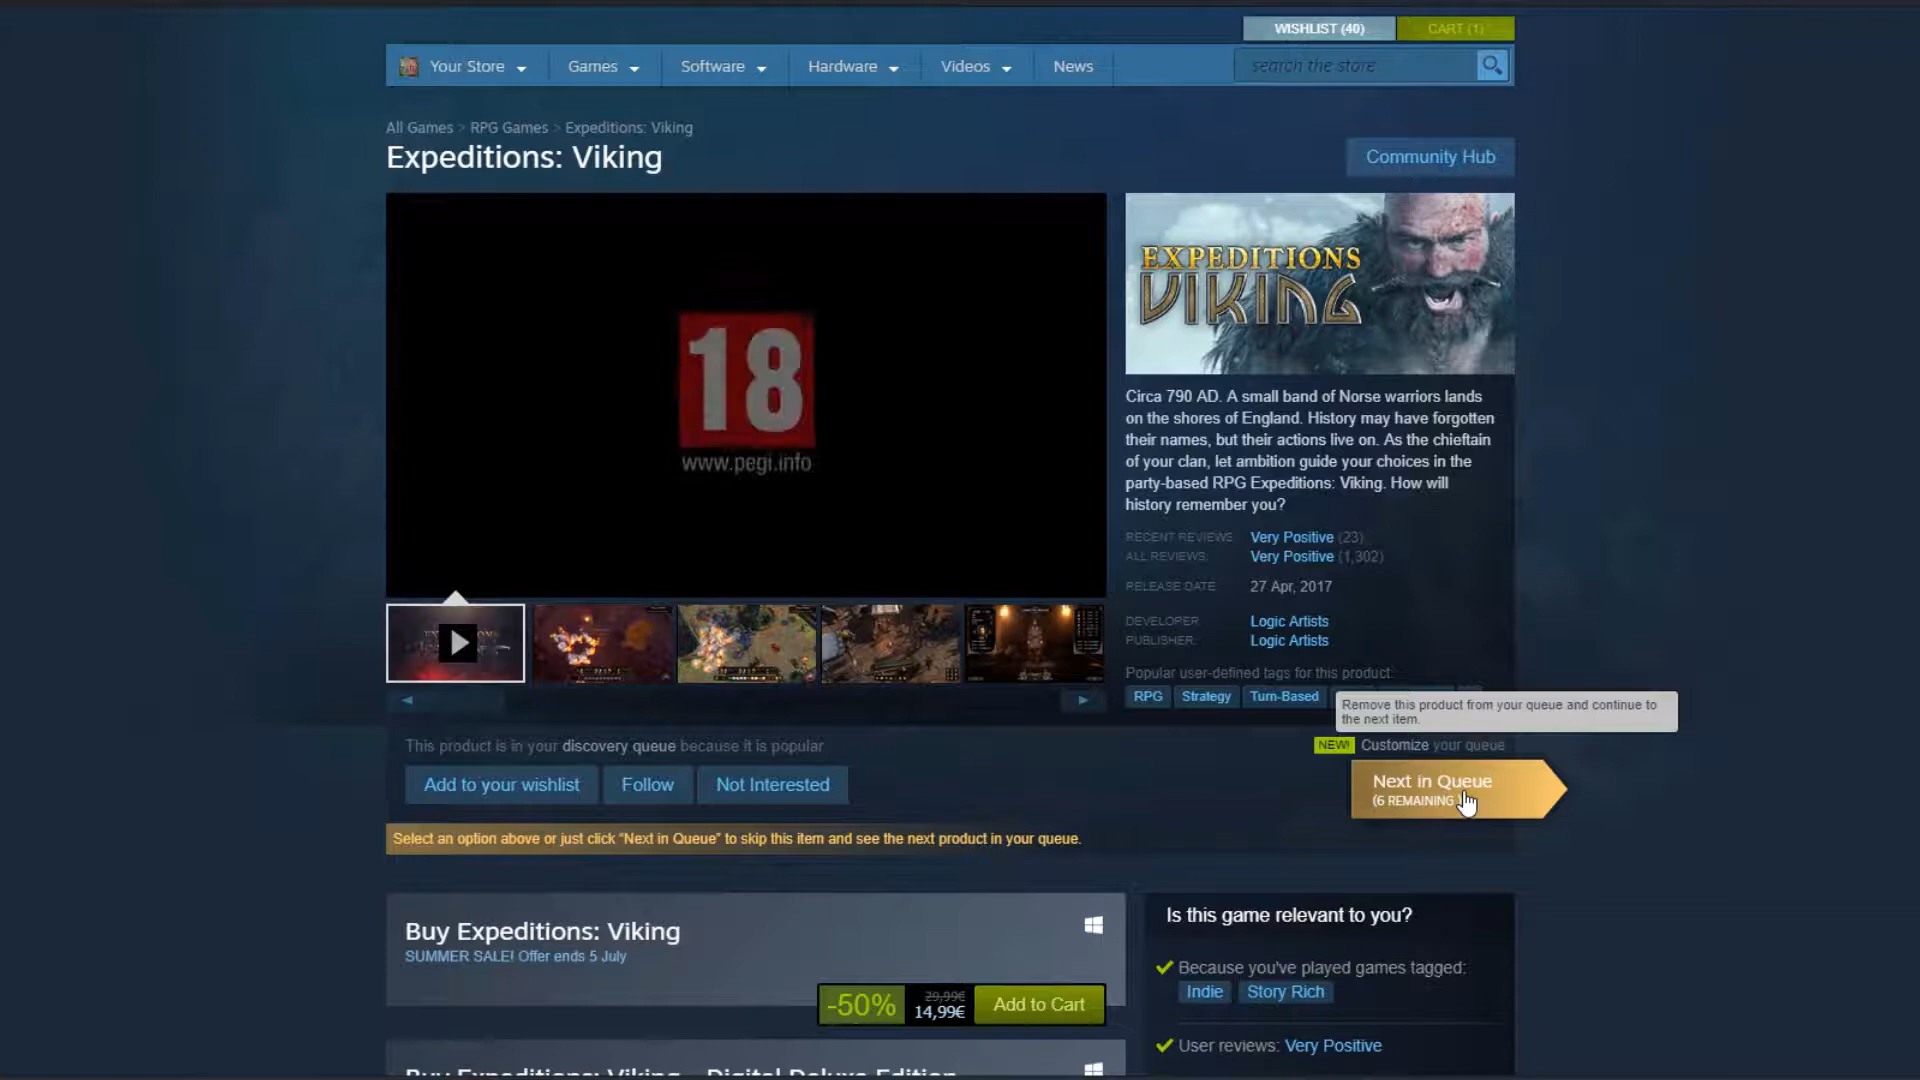 WISHLIST (40)
CART (1)
Your Store
Games
Software
Hardware
Videos
News
search the store
All Games > RPG Games > Expeditions: Viking
Expeditions: Viking
Community Hub
18
www.pegi.info
EXPEDITIONS
VIKING
Circa 790 AD. A small band of Norse warriors lands
on the shores of England. History may have forgotten
their names, but their actions live on. As the chieftain
of your clan, let ambition guide your choices in the
party-based RPG Expeditions: Viking. How will
history remember you?
RECENT REVIEWS: Very Positive (23)
ALL REVIEWS: Very Positive (1,302)
RELEASE DATE: 27 Apr, 2017
DEVELOPER: Logic Artists
PUBLISHER: Logic Artists
Popular user-defined tags for this product:
RPG
Strategy
Turn-Based
Remove this product from your queue and continue to
the next item.
This product is in your discovery queue because it is popular
NEW! Customize your queue
Add to your wishlist
Follow
Not Interested
Next in Queue
(6 REMAINING
Select an option above or just click "Next in Queue" to skip this item and see the next product in your queue.
Buy Expeditions: Viking
SUMMER SALE! Offer ends 5 July
-50%
29,99€
14,99€
Add to Cart
Is this game relevant to you?
Because you've played games tagged:
Indie
Story Rich
User reviews: Very Positive
Buy Expeditions: Viking - Digital Deluxe Edition